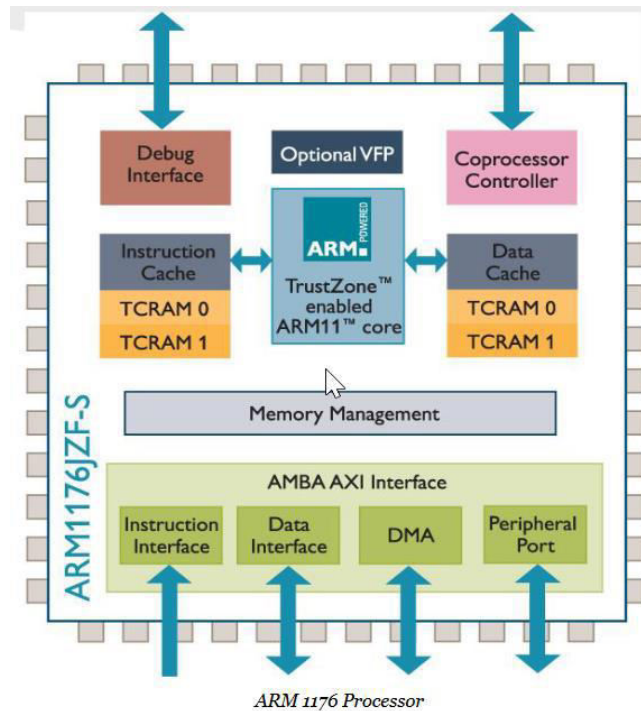 Debug
Interface
Optional VFP
Coprocessor
Controller
ARM
POWERED
Instruction
Cache
TCRAM 0
TCRAM 1
TrustZone™
enabled
ARM11™ core
Data
Cache
TCRAM 0
TCRAM 1
Memory Management
ARM1176JZF-S
AMBA AXI Interface
Instruction
Interface
Data
Interface
DMA
Peripheral
Port
ARM 1176 Processor